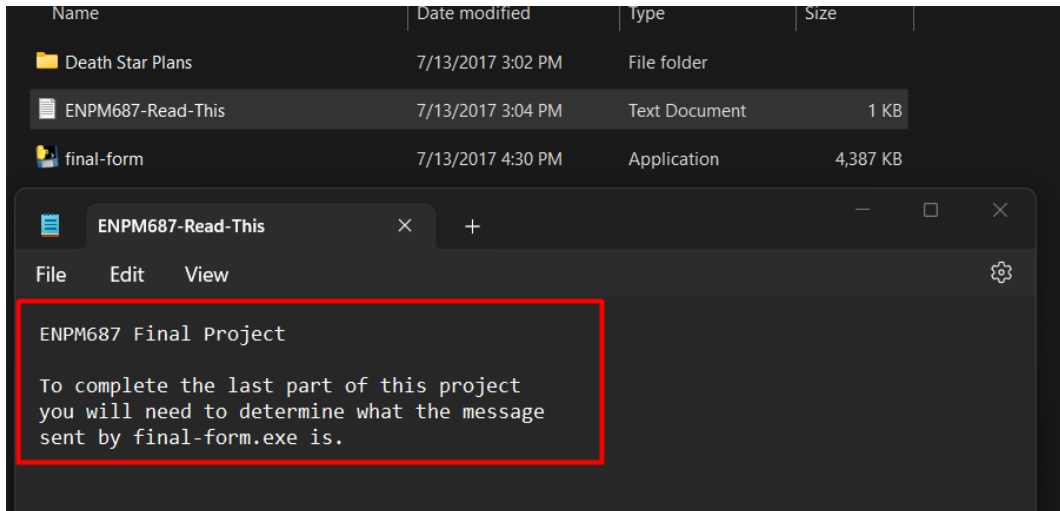 Name Date modified Type Size
Death Star Plans 7/13/2017 3:02 PM File folder
ENPM687-Read-This 7/13/2017 3:04 PM Text Document 1 KB
final-form 7/13/2017 4:30 PM Application 4,387 KB
ENPM687-Read-This
File Edit View
ENPM687 Final Project
To complete the last part of this project
you will need to determine what the message
sent by final-form.exe is.